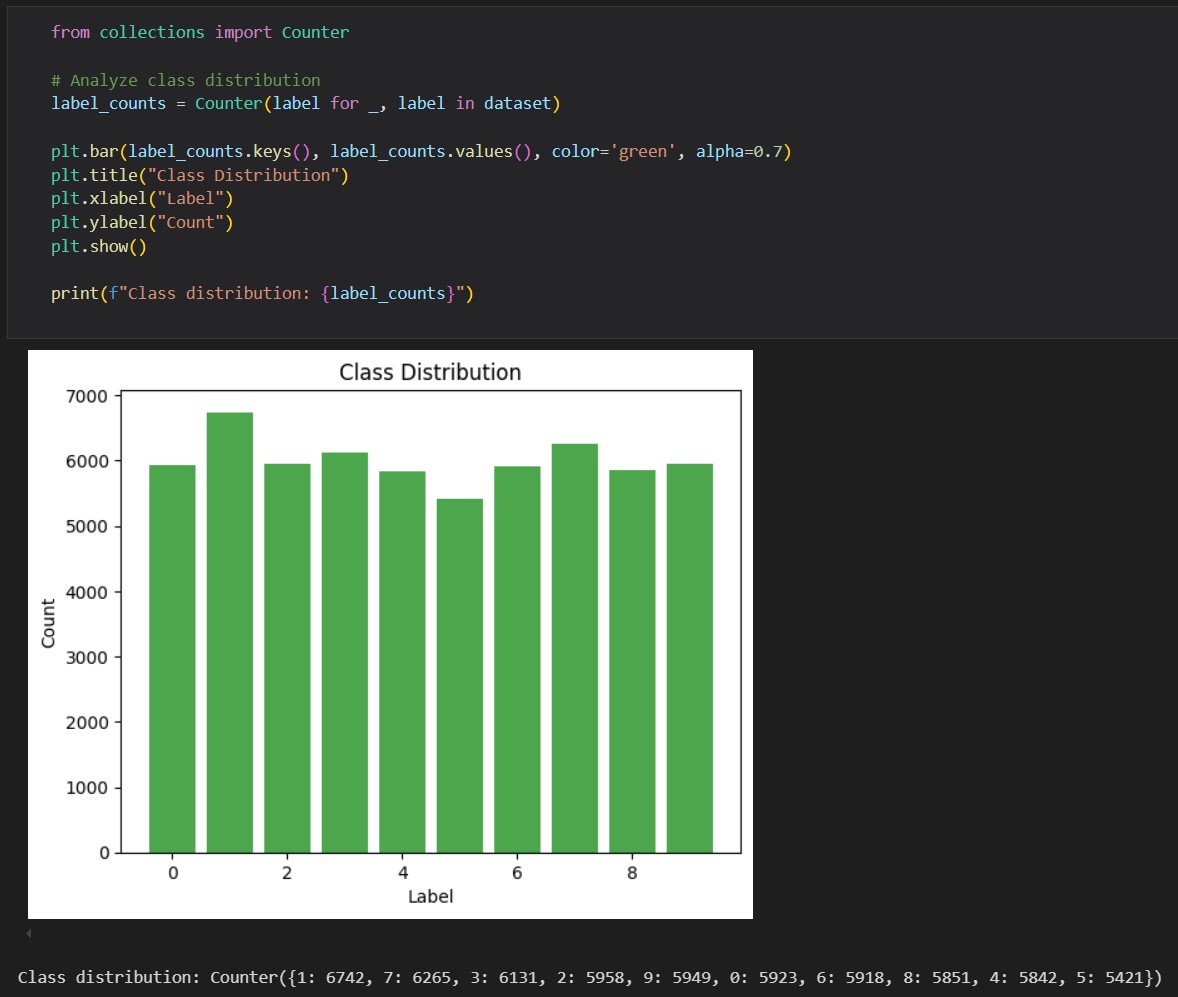 from collections import Counter
# Analyze class distribution
label_counts = Counter(label for _, label in dataset)
plt.bar(label_counts.keys(), label_counts.values(), color='green', alpha=0.7)
plt.title("Class Distribution")
plt.xlabel("Label")
plt.ylabel("Count")
plt.show()
print(f"Class distribution: {label_counts}")
Class Distribution
7000
6000
5000
4000
3000
2000
1000
0
Count
0 2 4 6 8
Label
Class distribution: Counter({1: 6742, 7: 6265, 3: 6131, 2: 5958, 9: 5949, 0: 5923, 6: 5918, 8: 5851, 4: 5842, 5: 5421})